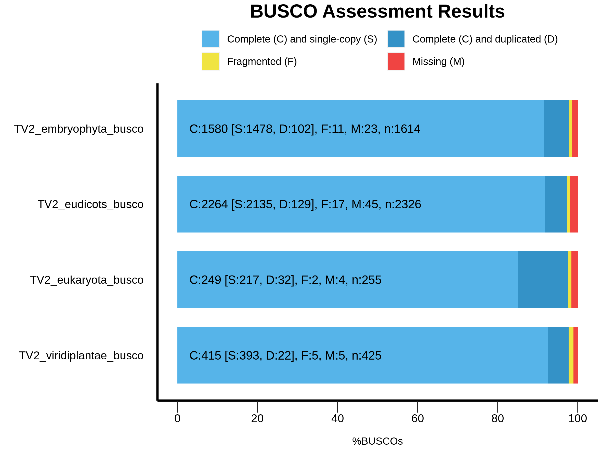 BUSCO Assessment Results
Complete (C) and single-copy (S)
Complete (C) and duplicated (D)
Fragmented (F)
Missing (M)
TV2_embryophyta_busco
C:1580 [S:1478, D:102], F:11, M:23, n:1614
TV2_eudicots_busco
C:2264 [S:2135, D:129], F:17, M:45, n:2326
TV2_eukaryota_busco
C:249 [S:217, D:32], F:2, M:4, n:255
TV2_viridiplantae_busco
C:415 [S:393, D:22], F:5, M:5, n:425
0 20 40 60 80 100
%BUSCOs